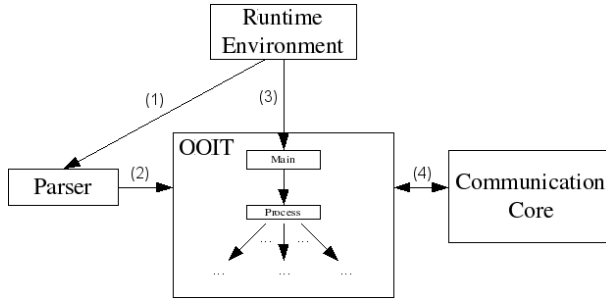 Runtime
Environment
(1)
(3)
OOIT
Main
Parser
(2)
(4)
Communication
Core
Process
... ...
... ... ...